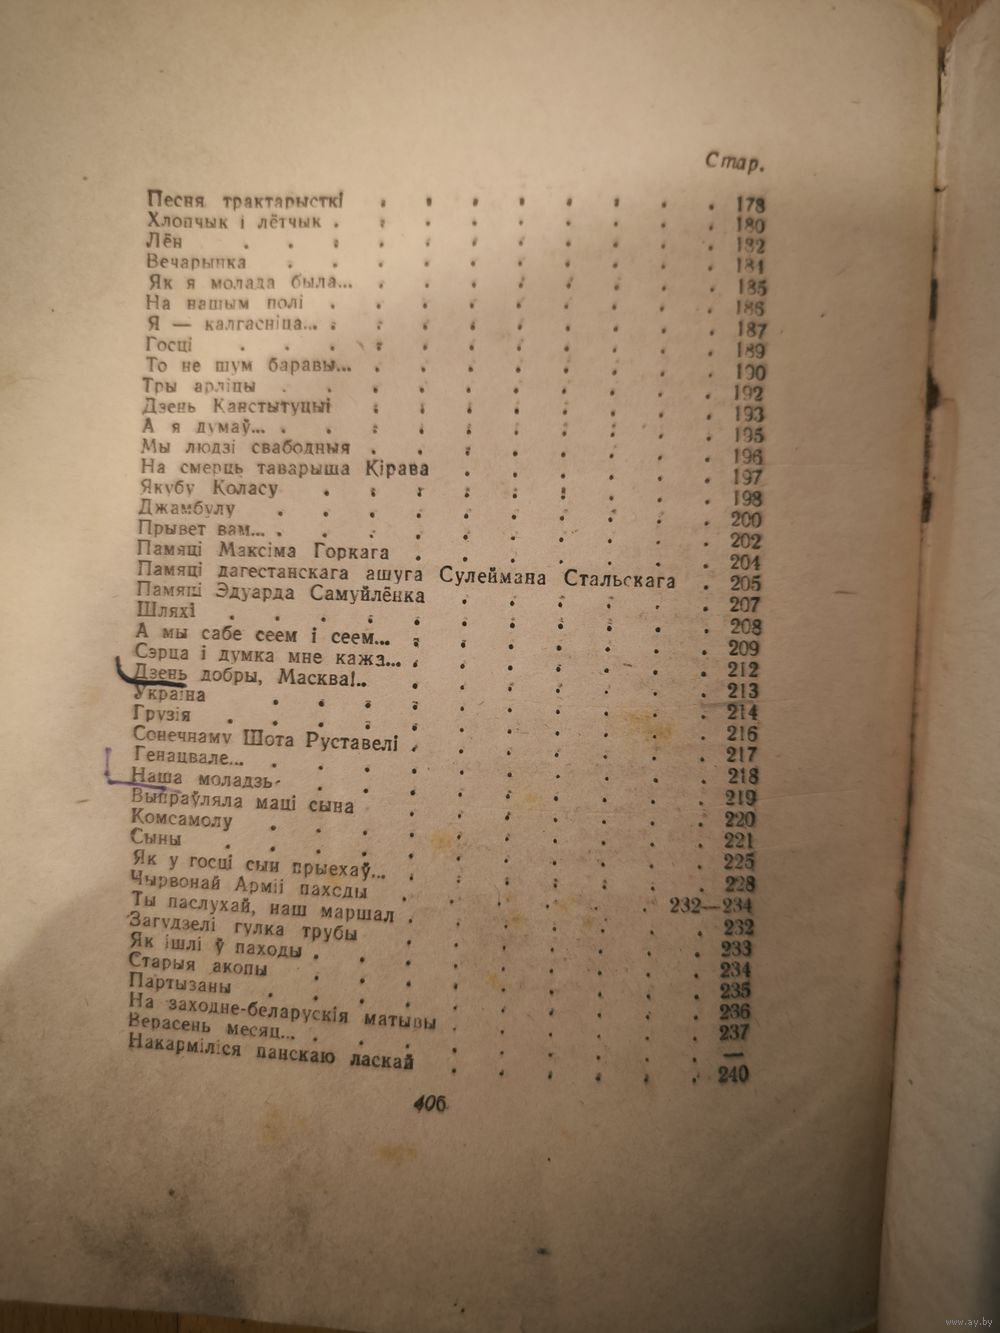 Стар.
Песня трактарысткі . . . . . . . . 178
Хлопчык і лётчык . . . . . . . . . 180
Лён . . . . . . . . . . . 182
Вечарынка . . . . . . . . . . 184
Як я молада была... . . . . . . . . 185
На нашым полі . . . . . . . . . 186
Я — калгасніца... . . . . . . . . . 187
Госці . . . . . . . . . . . 189
То не шум баравы... . . . . . . . . 190
Тры арліцы . . . . . . . . . . 192
Дзень Канстытуцыі . . . . . . . . 193
А я думаў... . . . . . . . . . . 195
Мы людзі свабодныя . . . . . . . . 196
На смерць таварыша Кірава . . . . . . 197
Якубу Коласу . . . . . . . . . 198
Джамбулу . . . . . . . . . . 200
Прывет вам... . . . . . . . . . . 202
Памяці Максіма Горкага . . . . . . . 204
Памяці дагестанскага ашуга Сулеймана Стальскага . 205
Памяці Эдуарда Самуйлёнка . . . . . . 207
Шляхі . . . . . . . . . . . 208
А мы сабе сеем і сеем... . . . . . . . 209
Сэрца і думка мне кажэ... . . . . . . . 212
Дзень добры, Масква!.. . . . . . . . 213
Украіна . . . . . . . . . . 214
Грузія . . . . . . . . . . . 216
Сонечнаму Шота Руставелі . . . . . . . 217
Генацвале... . . . . . . . . . . 218
Наша моладзь . . . . . . . . . 219
Выпраўляла маці сына . . . . . . . 220
Комсамолу . . . . . . . . . . 221
Сыны . . . . . . . . . . . 225
Як у госці сын прыехаў... . . . . . . . 228
Чырвонай Арміі паходы . . . . . . 232—234
Ты паслухай, наш маршал . . . . . . . 232
Загудзелі гулка трубы . . . . . . . 233
Як ішлі ў паходы . . . . . . . . . 234
Старыя акопы . . . . . . . . . 235
Партызаны . . . . . . . . . . 236
На заходне-беларускія матывы . . . . . . 237
Верасень месяц... . . . . . . . . . —
Накарміліся панскаю ласкай . . . . . . 240
406
www.ay.by